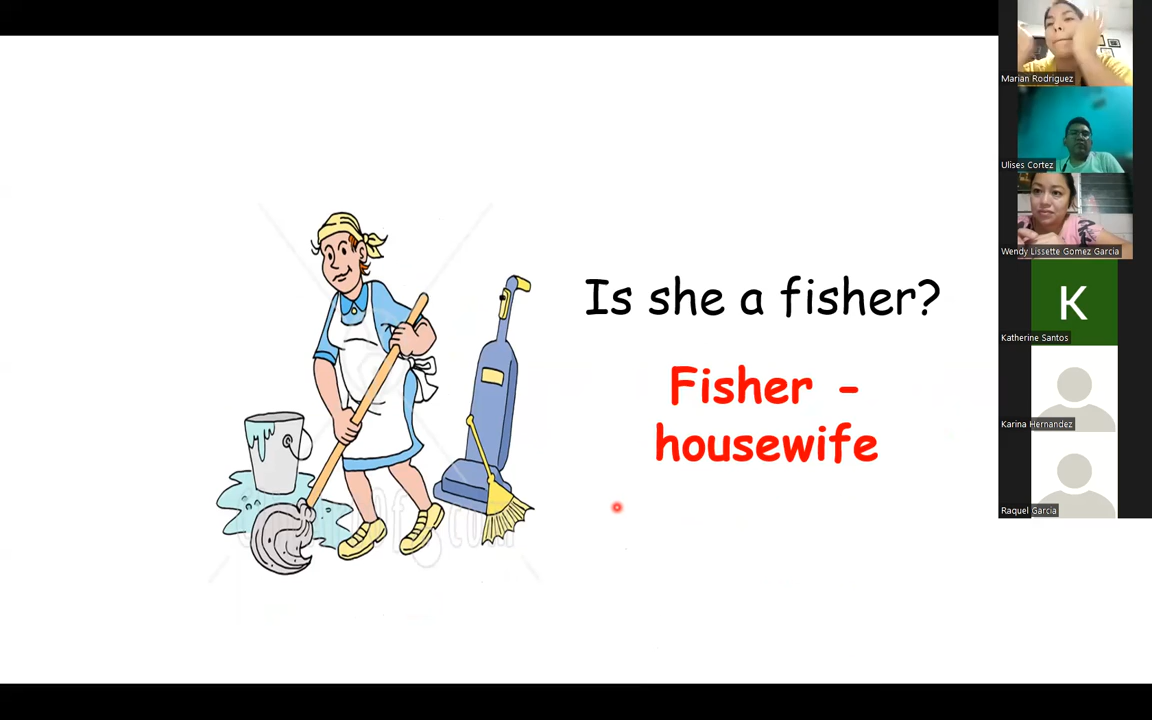 Is she a fisher?
Fisher -
housewife
Marian Rodriguez
Ulises Cortez
Wendy Lissette Gomez Garcia
K
Katherine Santos
Karina Hernandez
Raquel Garcia